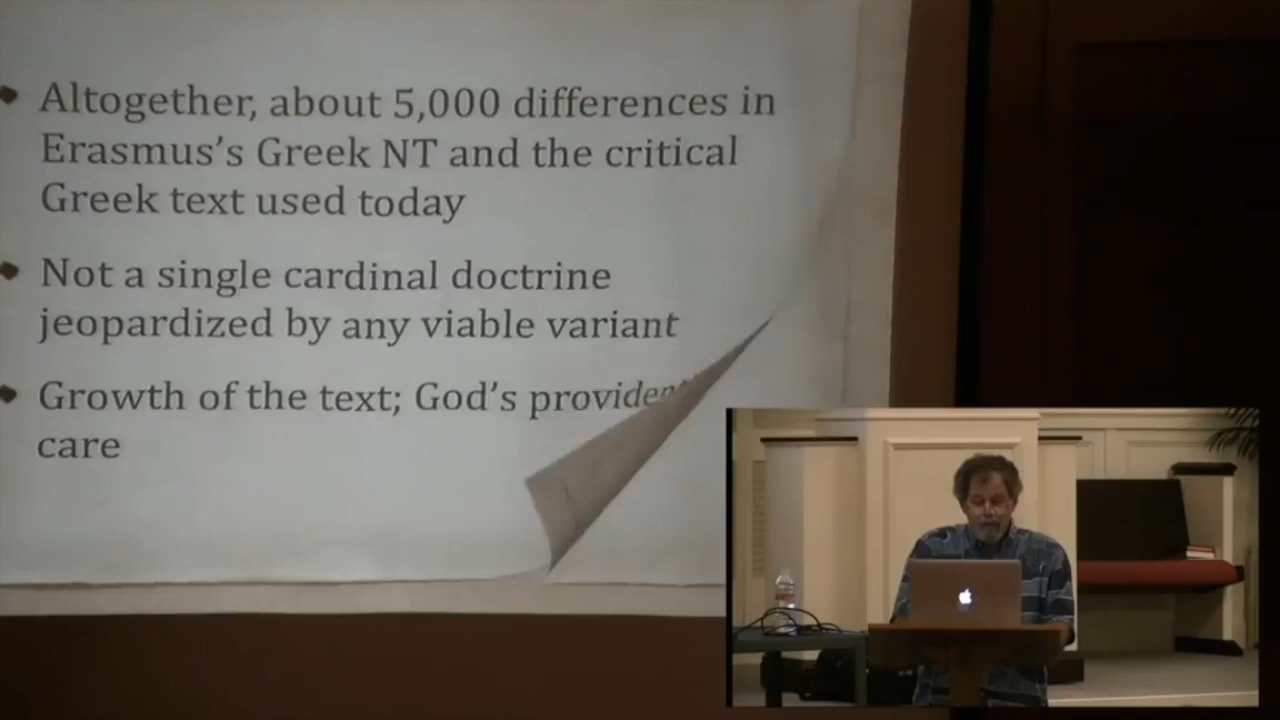 Altogether, about 5,000 differences in
Erasmus's Greek NT and the critical
Greek text used today
Not a single cardinal doctrine
jeopardized by any viable variant
Growth of the text; God's
care